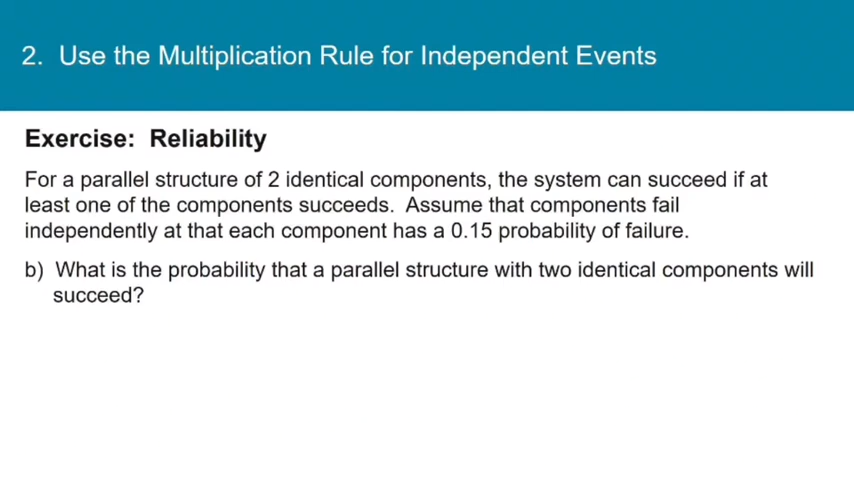 2. Use the Multiplication Rule for Independent Events
Exercise: Reliability
For a parallel structure of 2 identical components, the system can succeed if at
least one of the components succeeds. Assume that components fail
independently at that each component has a 0.15 probability of failure.
b) What is the probability that a parallel structure with two identical components will
succeed?